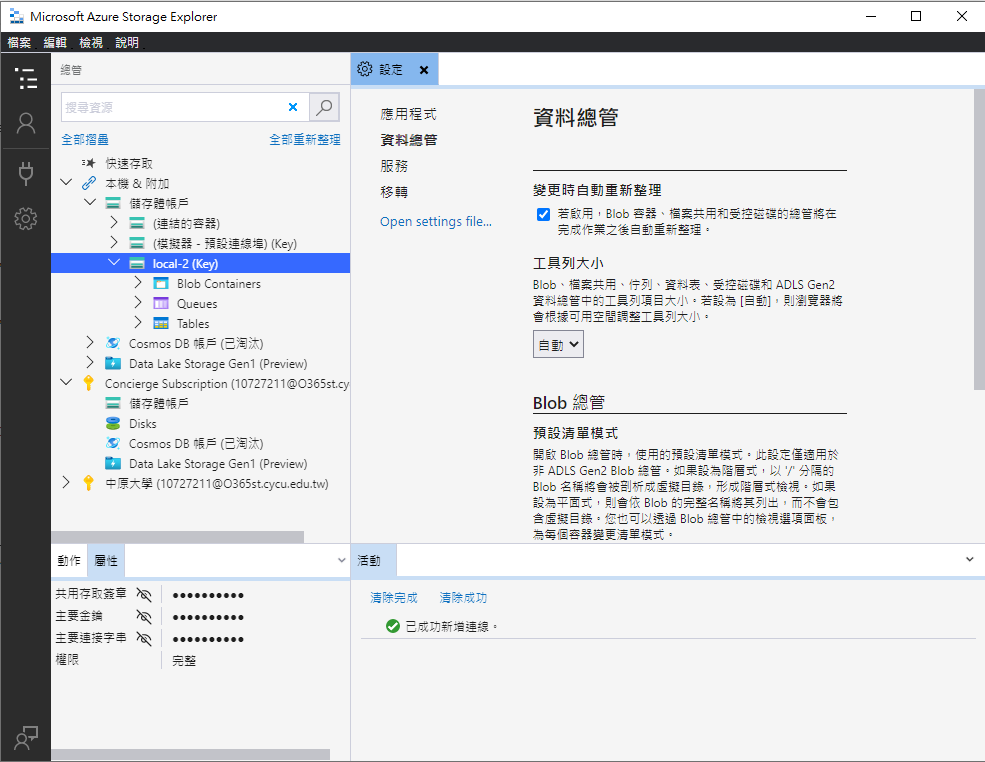 Microsoft Azure Storage Explorer
檔案 編輯 檢視 說明
總管
搜尋資源
全部摺疊 全部重新整理
快速存取
本機 & 附加
儲存體帳戶
(連結的容器)
(模擬器 - 預設連線埠) (Key)
local-2 (Key)
Blob Containers
Queues
Tables
Cosmos DB 帳戶 (已淘汰)
Data Lake Storage Gen1 (Preview)
Concierge Subscription (10727211@O365st.cy
儲存體帳戶
Disks
Cosmos DB 帳戶 (已淘汰)
Data Lake Storage Gen1 (Preview)
中原大學 (10727211@O365st.cycu.edu.tw)
動作 屬性
共用存取簽章 ●●●●●●●●●●
主要金鑰 ●●●●●●●●●●
主要連接字串 ●●●●●●●●●●
權限 完整
設定
應用程式
資料總管
服務
移轉
Open settings file...
資料總管
變更時自動重新整理
若啟用，Blob 容器、檔案共用和受控磁碟的總管將在
完成作業之後自動重新整理。
工具列大小
Blob、檔案共用、佇列、資料表、受控磁碟和 ADLS Gen2
資料總管中的工具列項目大小。若設為 [自動]，則瀏覽器將
會根據可用空間調整工具列大小。
自動
Blob 總管
預設清單模式
開啟 Blob 總管時，使用的預設清單模式。此設定僅適用於
非 ADLS Gen2 Blob 總管。如果設為階層式，以 '/' 分隔的
Blob 名稱將會被剖析成虛擬目錄，形成階層式檢視。如果
設為平面式，則會依 Blob 的完整名稱將其列出，而不會包
含虛擬目錄。您也可以透過 Blob 總管中的檢視選項面板，
為每個容器變更清單模式。
活動
清除完成 清除成功
已成功新增連線。